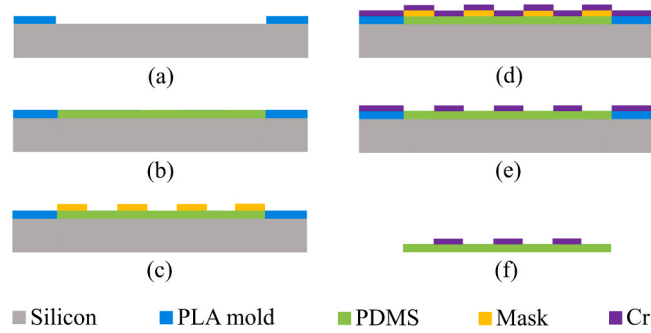 (a)
(b)
(c)
(d)
(e)
(f)
Silicon PLA mold PDMS Mask Cr